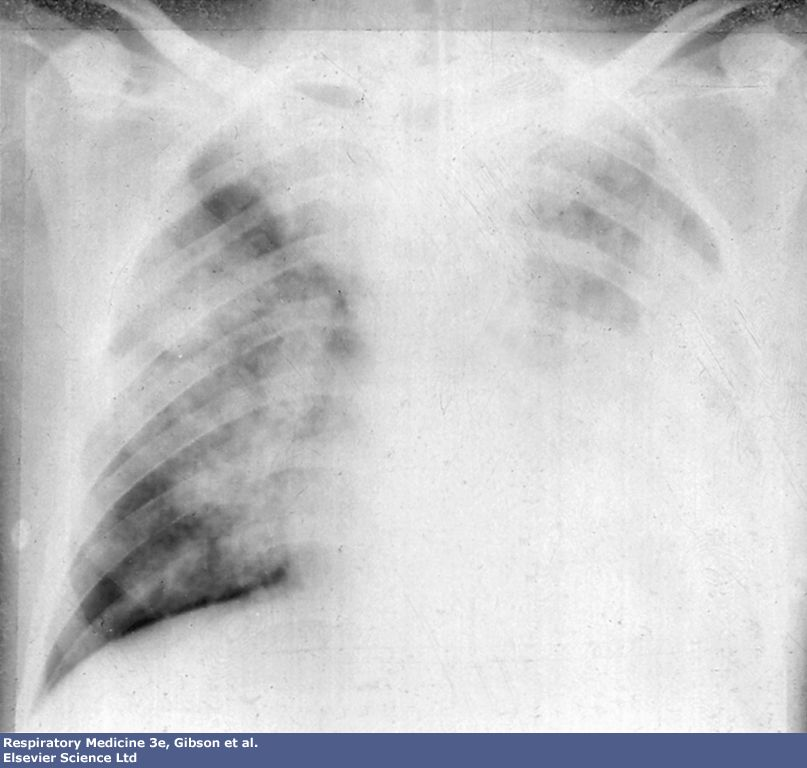 Respiratory Medicine 3e, Gibson et al.
Elsevier Science Ltd